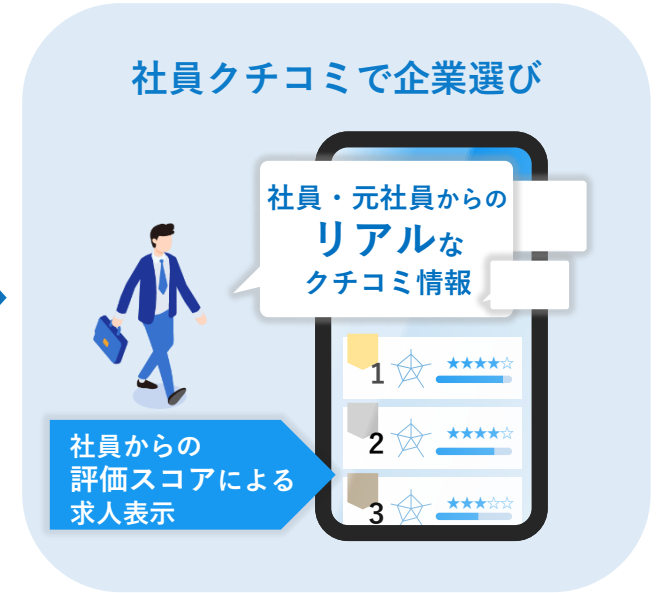 社員クチコミで企業選び
社員・元社員からの
リアルな
クチコミ情報
1 ★★★★☆
2 ★★★★☆
3 ★★★☆☆
社員からの
評価スコアによる
求人表示